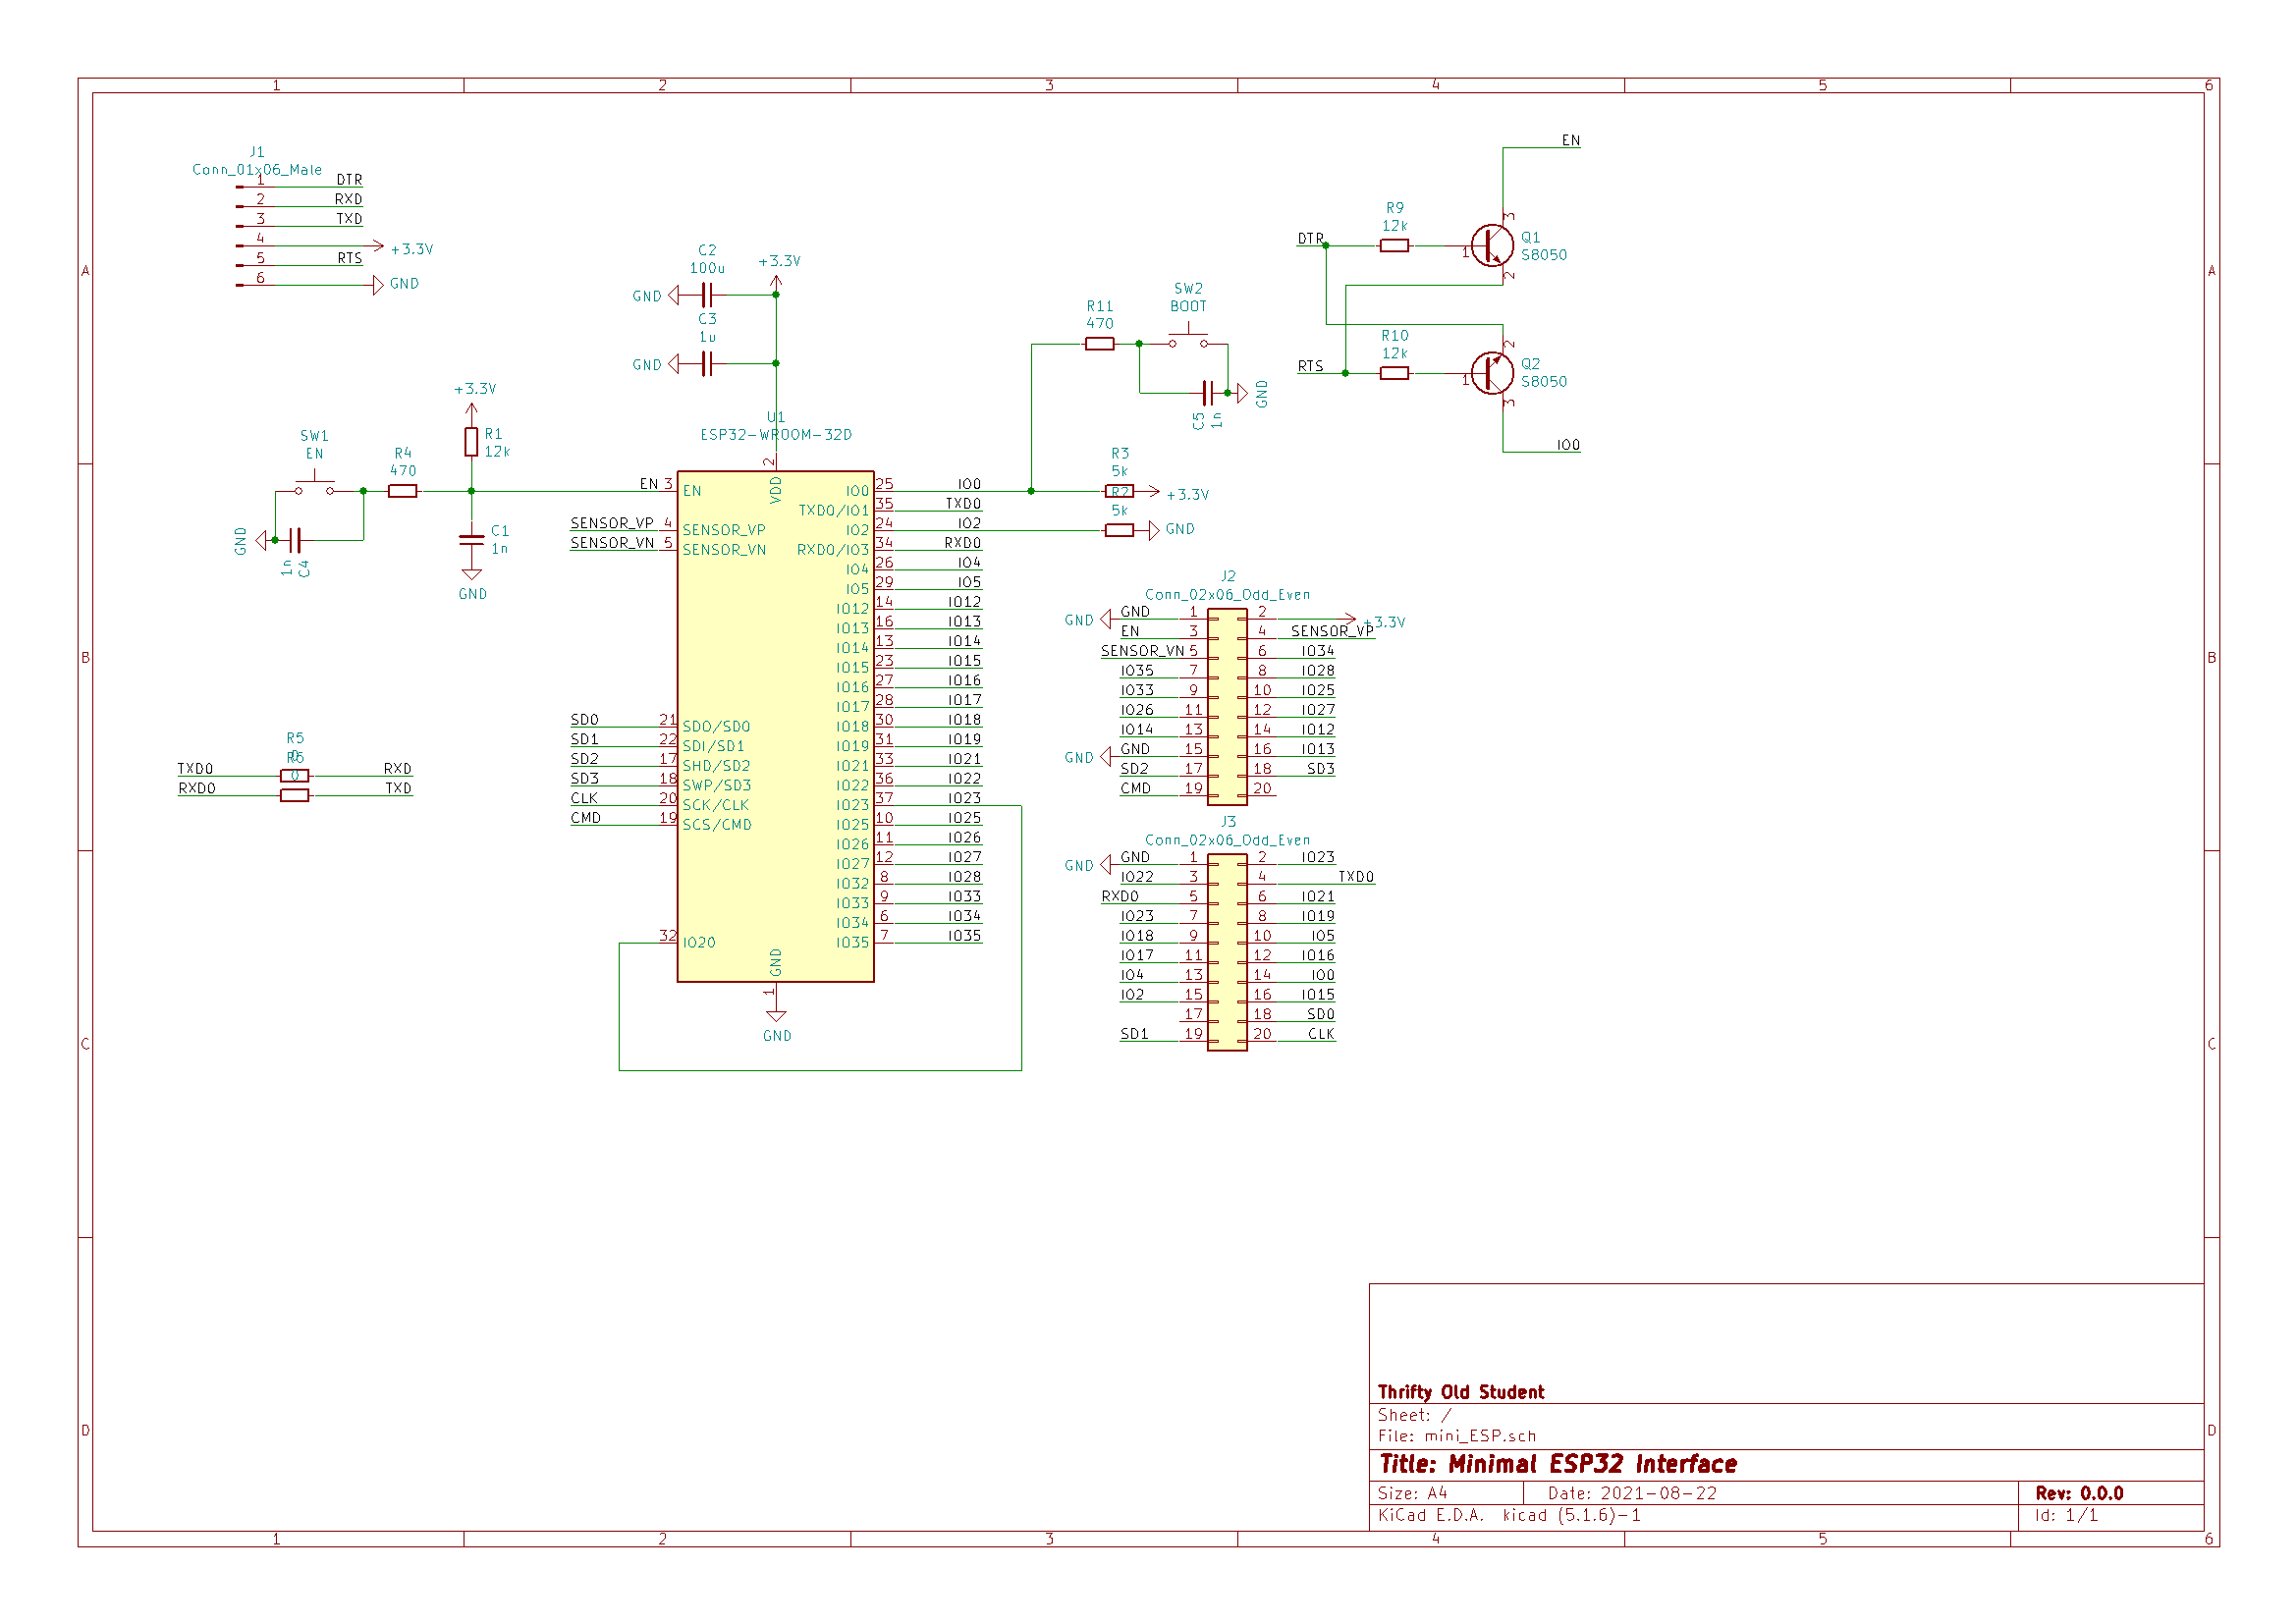 1 2 3 4 5 6
A
B
C
D
J1
Conn_01x06_Male
1 DTR
2 RXD
3 TXD
4 +3.3V
5 RTS
6 GND
C2
100u
GND
+3.3V
C3
1u
GND
U1
ESP32-WROOM-32D
SW1
EN
R4
470
+3.3V
R1
12k
GND
1n
C4
C1
1n
GND
EN 3 EN
SENSOR_VP 4 SENSOR_VP
SENSOR_VN 5 SENSOR_VN
SD0 21 SDO/SD0
SD1 22 SDI/SD1
SD2 17 SHD/SD2
SD3 18 SWP/SD3
CLK 20 SCK/CLK
CMD 19 SCS/CMD
32 IO20
2
VDD
GND
1
GND
IO0 25 IO0
TXD0/IO1 35 TXD0
IO2 24 IO2
RXD0/IO3 34 RXD0
IO4 26 IO4
IO5 29 IO5
IO12 14 IO12
IO13 16 IO13
IO14 13 IO14
IO15 23 IO15
IO16 27 IO16
IO17 28 IO17
IO18 30 IO18
IO19 31 IO19
IO21 33 IO21
IO22 36 IO22
IO23 37 IO23
IO25 10 IO25
IO26 11 IO26
IO27 12 IO27
IO32 8 IO28
IO33 9 IO33
IO34 6 IO34
IO35 7 IO35
R5
0
R6
0
TXD0 RXD
RXD0 TXD
R11
470
SW2
BOOT
C5
1n
GND
R3
5k
+3.3V
R2
5k
GND
EN
DTR
R9
12k
1
3
2
Q1
S8050
RTS
R10
12k
1
2
3
Q2
S8050
IO0
J2
Conn_02x06_Odd_Even
GND GND 1 2 +3.3V
EN 3 4 SENSOR_VP
SENSOR_VN 5 6 IO34
IO35 7 8 IO28
IO33 9 10 IO25
IO26 11 12 IO27
IO14 13 14 IO12
GND GND 15 16 IO13
SD2 17 18 SD3
CMD 19 20
J3
Conn_02x06_Odd_Even
GND GND 1 2 IO23
IO22 3 4 TXD0
RXD0 5 6 IO21
IO23 7 8 IO19
IO18 9 10 IO5
IO17 11 12 IO16
IO4 13 14 IO0
IO2 15 16 IO15
17 18 SD0
SD1 19 20 CLK
Thrifty Old Student
Sheet: /
File: mini_ESP.sch
Title: Minimal ESP32 Interface
Size: A4 Date: 2021-08-22 Rev: 0.0.0
KiCad E.D.A. kicad (5.1.6)-1 Id: 1/1
A
B
C
D
1 2 3 4 5 6